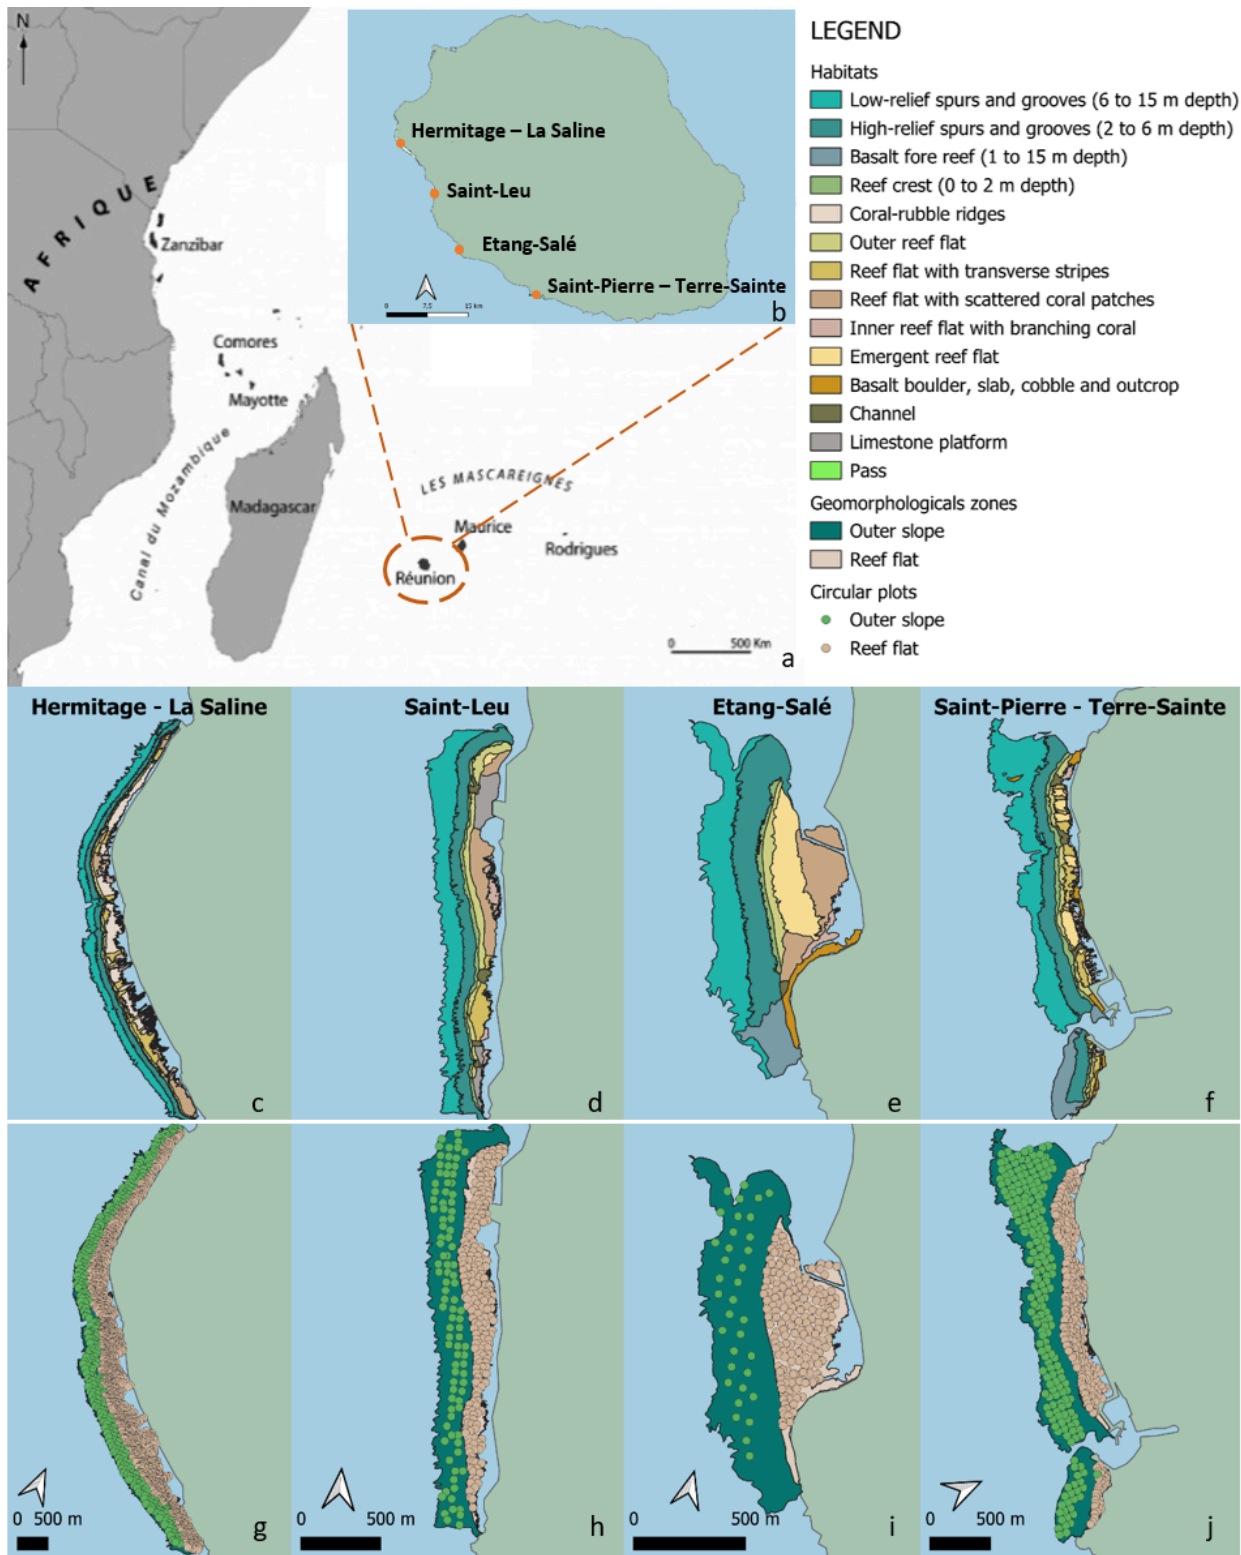 N
AFRIQUE
Zanzibar
Comores
Mayotte
Canal du Mozambique
Madagascar
LES MASCAREIGNES
Maurice
Rodrigues
Réunion
0 500 Km
a
Hermitage – La Saline
Saint-Leu
Etang-Salé
Saint-Pierre – Terre-Sainte
0 7,5 15 km
b
LEGEND
Habitats
Low-relief spurs and grooves (6 to 15 m depth)
High-relief spurs and grooves (2 to 6 m depth)
Basalt fore reef (1 to 15 m depth)
Reef crest (0 to 2 m depth)
Coral-rubble ridges
Outer reef flat
Reef flat with transverse stripes
Reef flat with scattered coral patches
Inner reef flat with branching coral
Emergent reef flat
Basalt boulder, slab, cobble and outcrop
Channel
Limestone platform
Pass
Geomorphologicals zones
Outer slope
Reef flat
Circular plots
Outer slope
Reef flat
Hermitage - La Saline
Saint-Leu
Etang-Salé
Saint-Pierre - Terre-Sainte
c
d
e
f
0 500 m
g
0 500 m
h
0 500 m
i
0 500 m
j